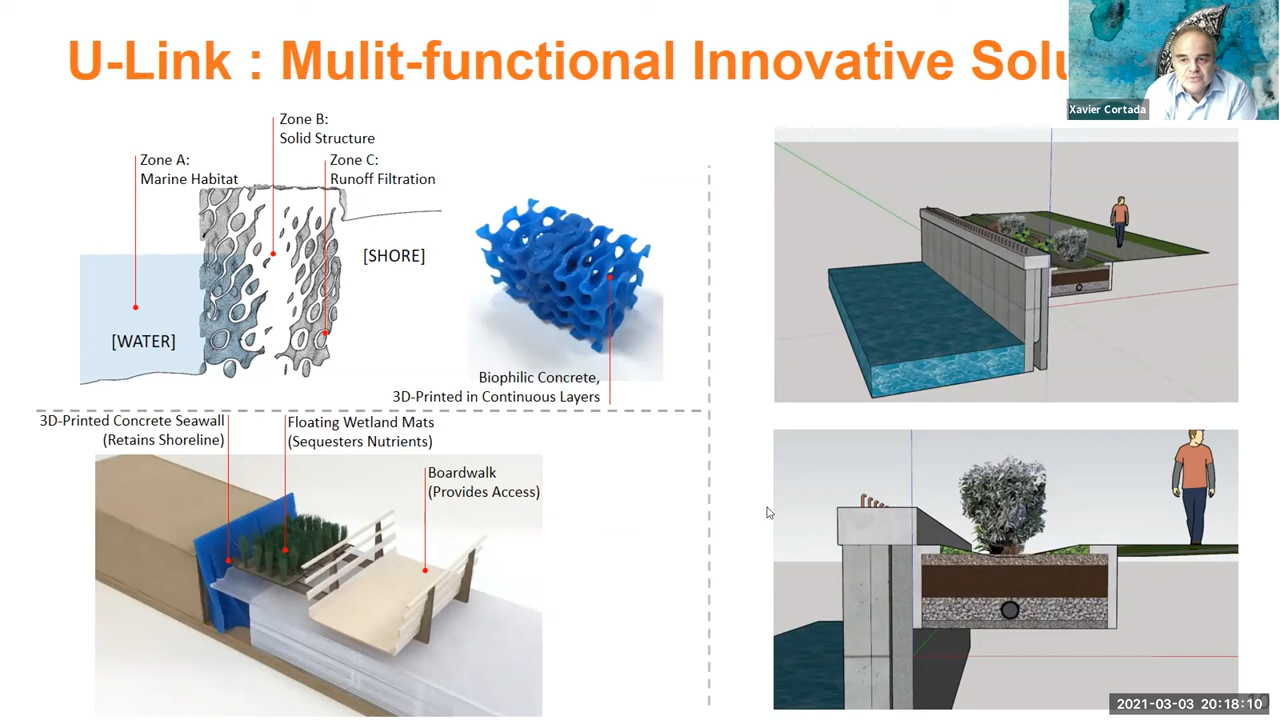 U-Link : Mulit-functional Innovative Solu
Xavier Cortada
Zone B:
Solid Structure
Zone A:
Marine Habitat
Zone C:
Runoff Filtration
[SHORE]
[WATER]
Biophilic Concrete,
3D-Printed in Continuous Layers
3D-Printed Concrete Seawall
(Retains Shoreline)
Floating Wetland Mats
(Sequesters Nutrients)
Boardwalk
(Provides Access)
2021-03-03 20:18:10